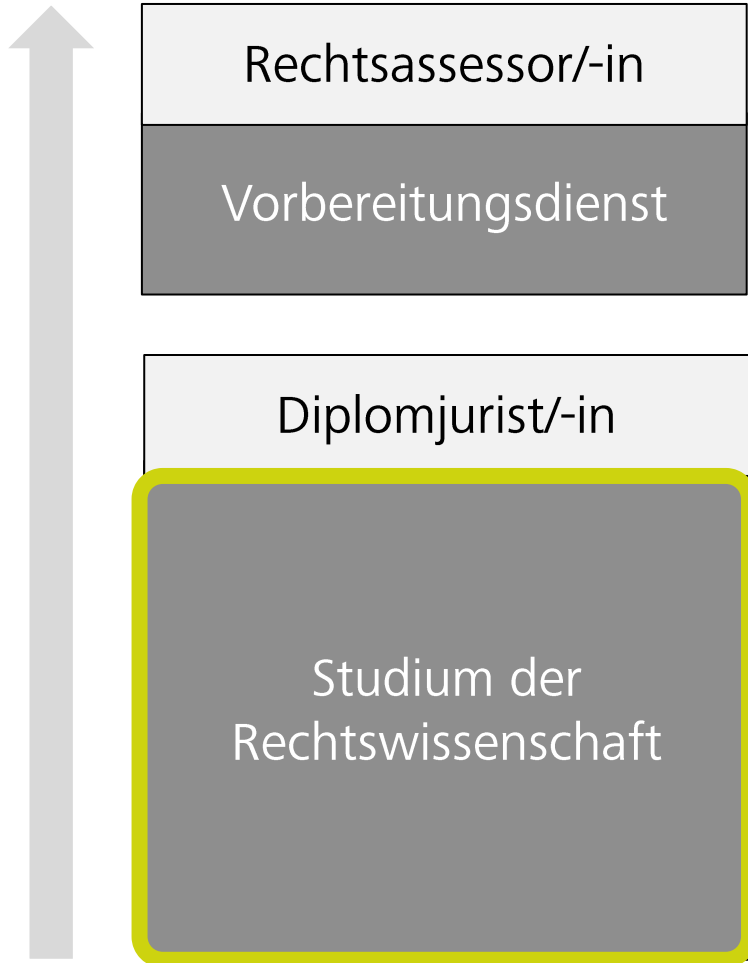 Rechtsassessor/-in
Vorbereitungsdienst
Diplomjurist/-in
Studium der
Rechtswissenschaft